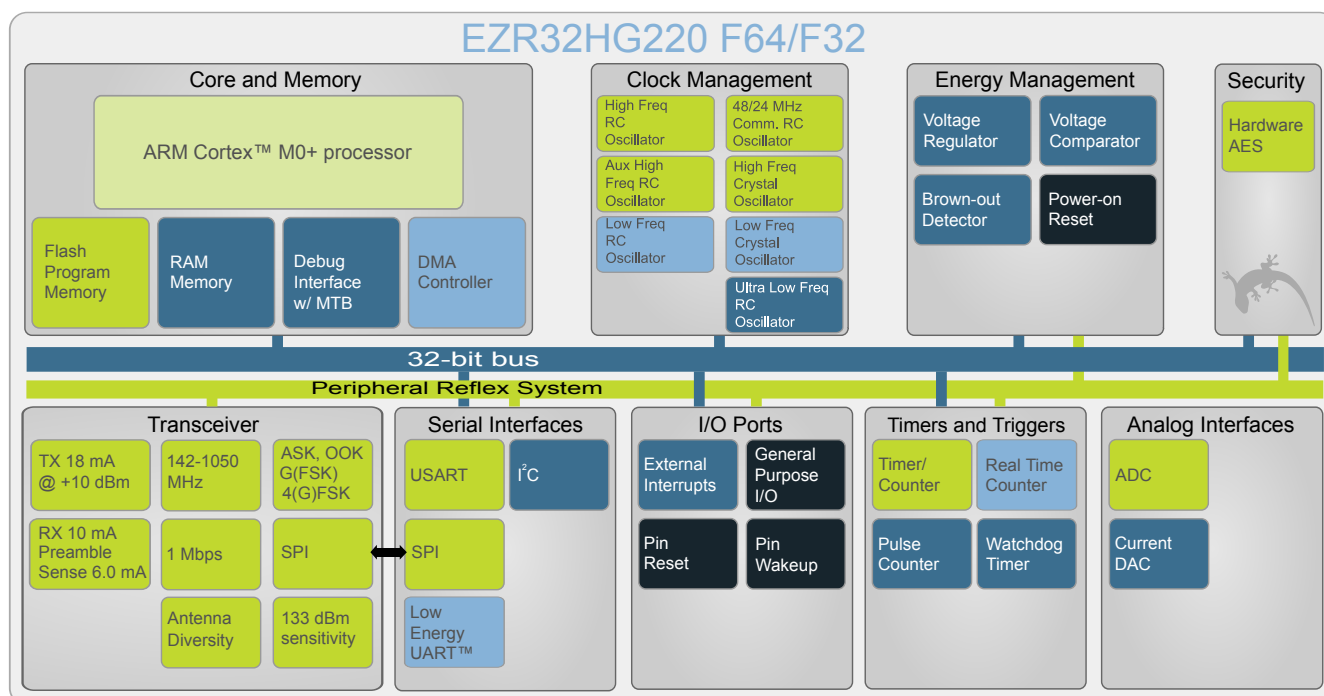 EZR32HG220 F64/F32
Core and Memory
ARM Cortex™ M0+ processor
Flash
Program
Memory
RAM
Memory
Debug
Interface
w/ MTB
DMA
Controller
Clock Management
High Freq
RC
Oscillator
48/24 MHz
Comm. RC
Oscillator
Aux High
Freq RC
Oscillator
High Freq
Crystal
Oscillator
Low Freq
RC
Oscillator
Low Freq
Crystal
Oscillator
Ultra Low Freq
RC
Oscillator
Energy Management
Voltage
Regulator
Voltage
Comparator
Brown-out
Detector
Power-on
Reset
Security
Hardware
AES
32-bit bus
Peripheral Reflex System
Transceiver
TX 18 mA
@ +10 dBm
142-1050
MHz
ASK, OOK
G(FSK)
4(G)FSK
RX 10 mA
Preamble
Sense 6.0 mA
1 Mbps
SPI
Antenna
Diversity
133 dBm
sensitivity
Serial Interfaces
USART
I²C
SPI
Low
Energy
UART™
I/O Ports
External
Interrupts
General
Purpose
I/O
Pin
Reset
Pin
Wakeup
Timers and Triggers
Timer/
Counter
Real Time
Counter
Pulse
Counter
Watchdog
Timer
Analog Interfaces
ADC
Current
DAC